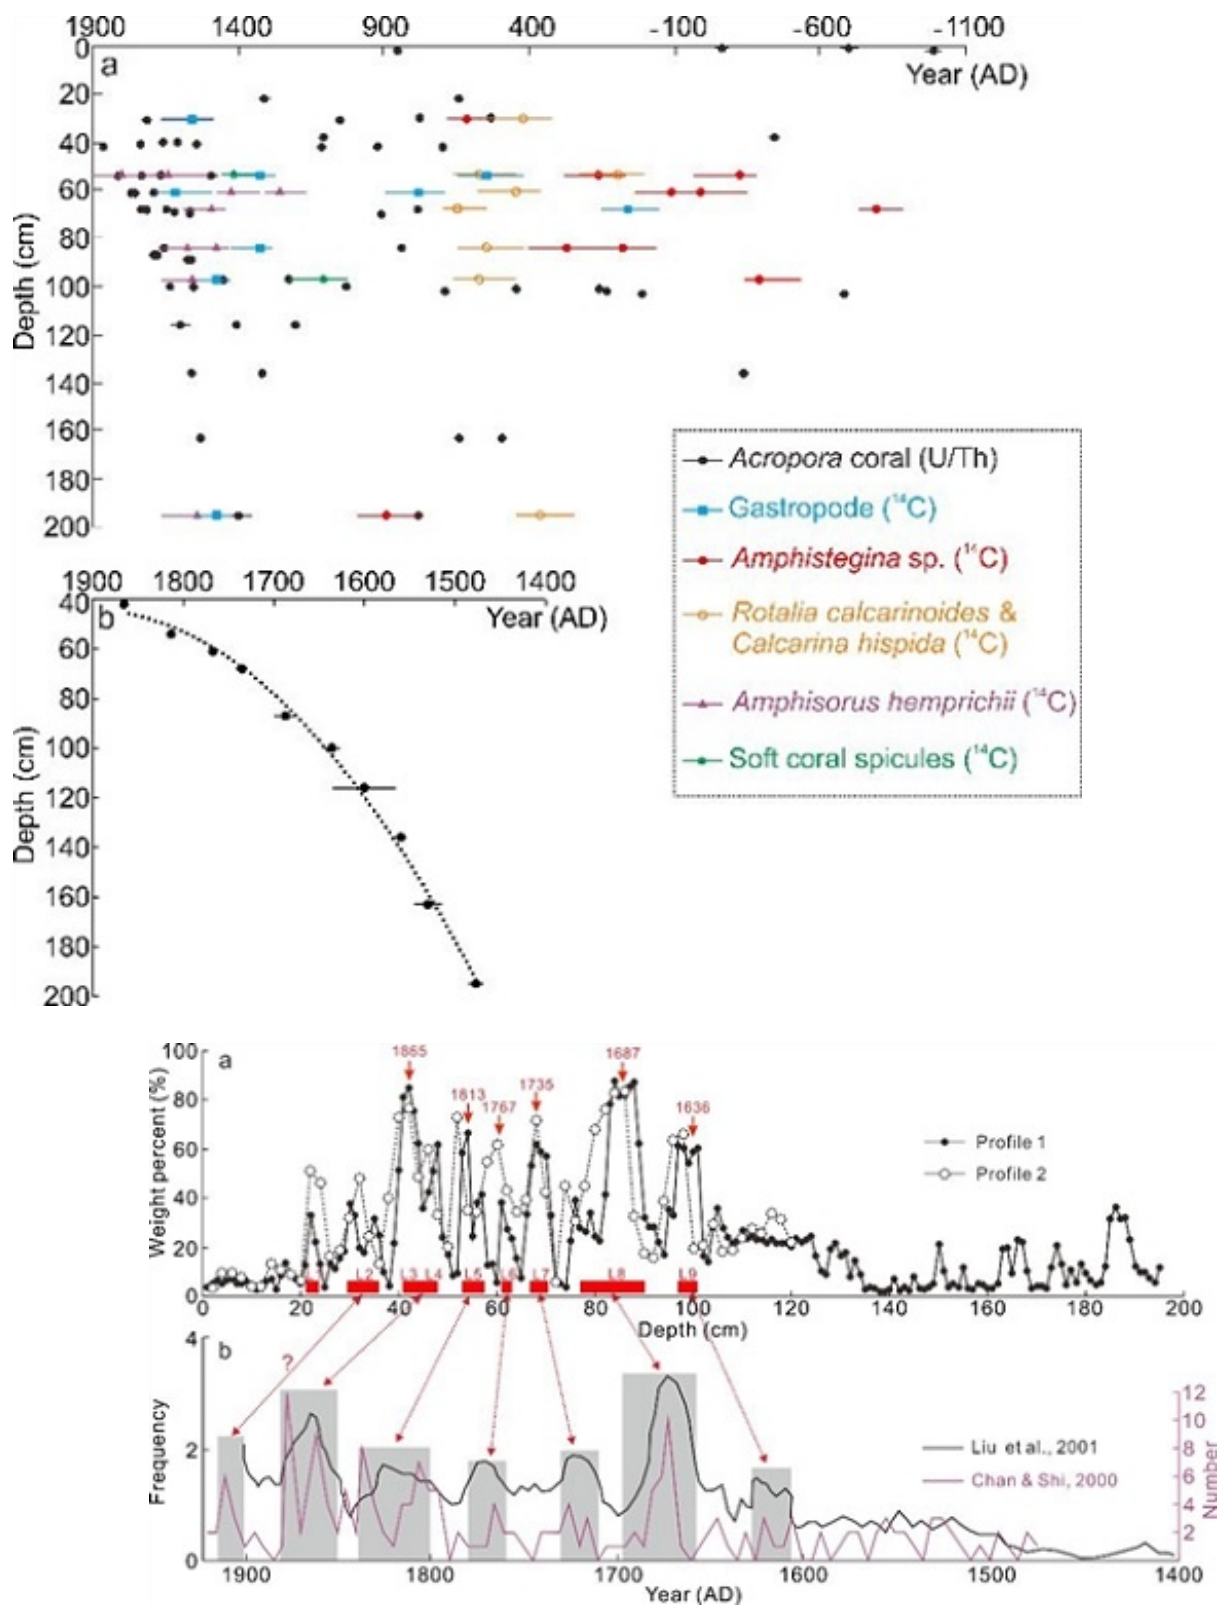 1900 1400 900 400 -100 -600 -1100
Year (AD)
a
0
20
40
60
80
100
120
140
160
180
200
Depth (cm)
Acropora coral (U/Th)
Gastropode (¹⁴C)
Amphistegina sp. (¹⁴C)
Rotalia calcarinoides &
Calcarina hispida (¹⁴C)
Amphisorus hemprichii (¹⁴C)
Soft coral spicules (¹⁴C)
1900 1800 1700 1600 1500 1400
Year (AD)
b
40
60
80
100
120
140
160
180
200
Depth (cm)
a
100
80
60
40
20
0
Weight percent (%)
1865
1813
1767
1735
1687
1636
Profile 1
Profile 2
L1 L2 L3 L4 L5 L6 L7 L8 L9
0 20 40 60 80 100 120 140 160 180 200
Depth (cm)
b
?
4
2
0
Frequency
12
10
8
6
4
2
Number
Liu et al., 2001
Chan & Shi, 2000
1900 1800 1700 1600 1500 1400
Year (AD)